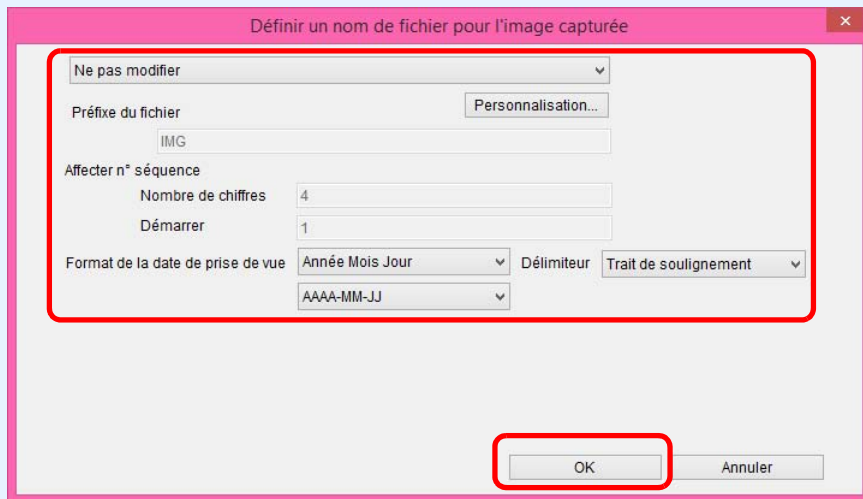 Définir un nom de fichier pour l'image capturée
×
Ne pas modifier
Préfixe du fichier Personnalisation...
IMG
Affecter n° séquence
Nombre de chiffres 4
Démarrer 1
Format de la date de prise de vue Année Mois Jour Délimiteur Trait de soulignement
AAAA-MM-JJ
OK Annuler